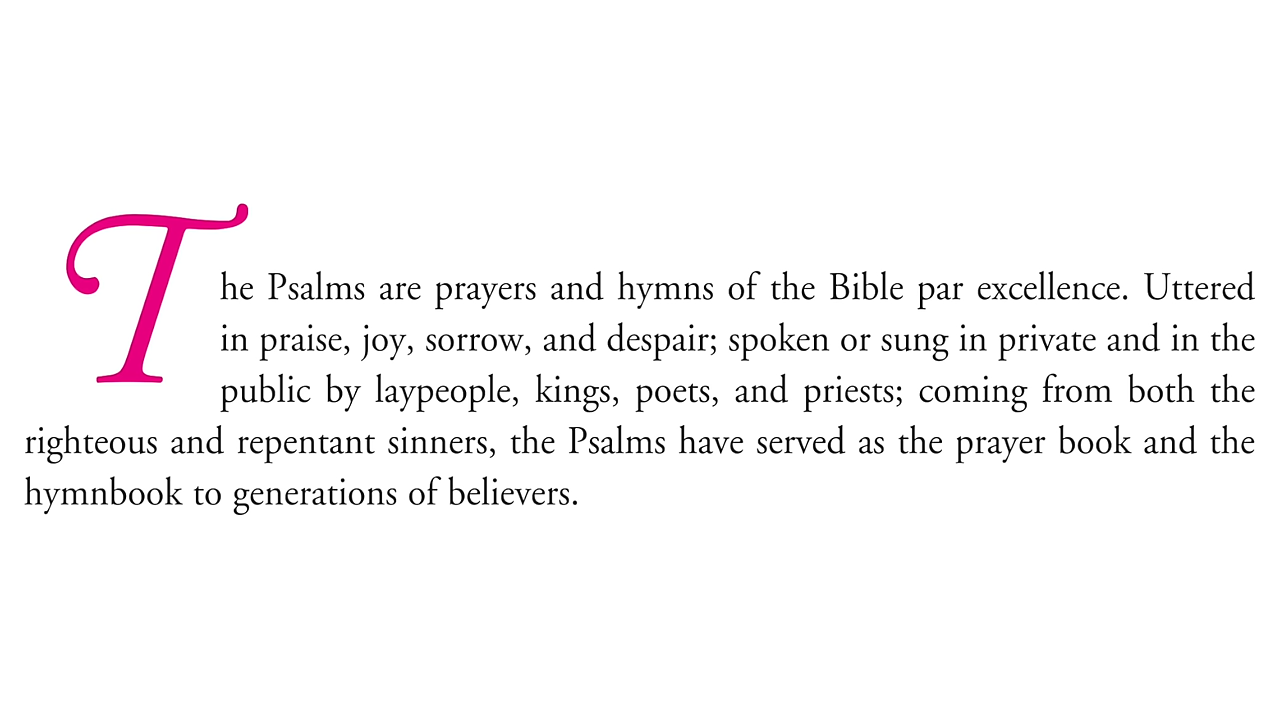 The Psalms are prayers and hymns of the Bible par excellence. Uttered
in praise, joy, sorrow, and despair; spoken or sung in private and in the
public by laypeople, kings, poets, and priests; coming from both the
righteous and repentant sinners, the Psalms have served as the prayer book and the
hymnbook to generations of believers.